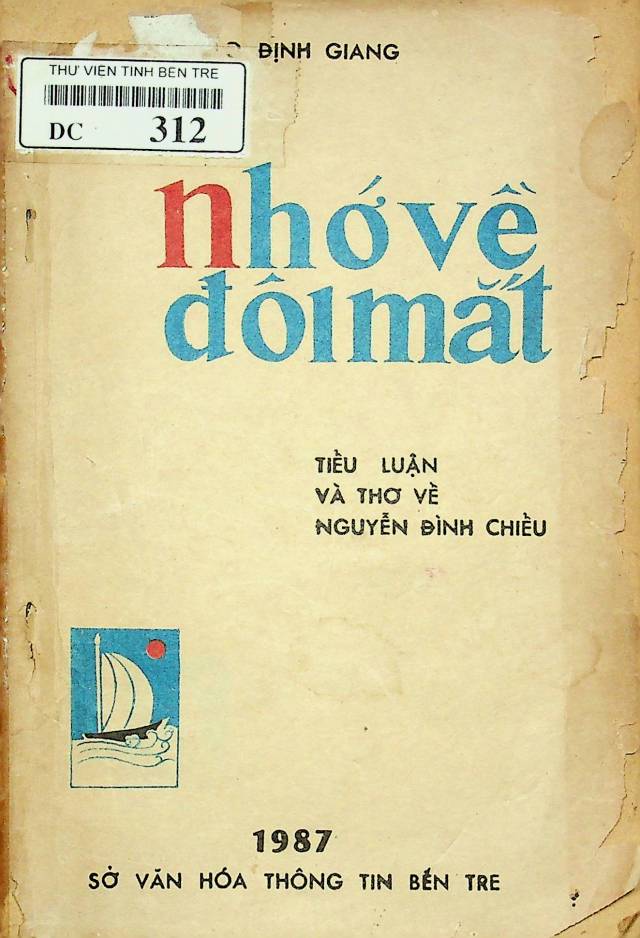 ĐỊNH GIANG
THƯ VIỆN TỈNH BẾN TRE
DC 312
nhớ về
đôi mắt
TIỂU LUẬN
VÀ THƠ VỀ
NGUYỄN ĐÌNH CHIỂU
1987
SỞ VĂN HÓA THÔNG TIN BẾN TRE